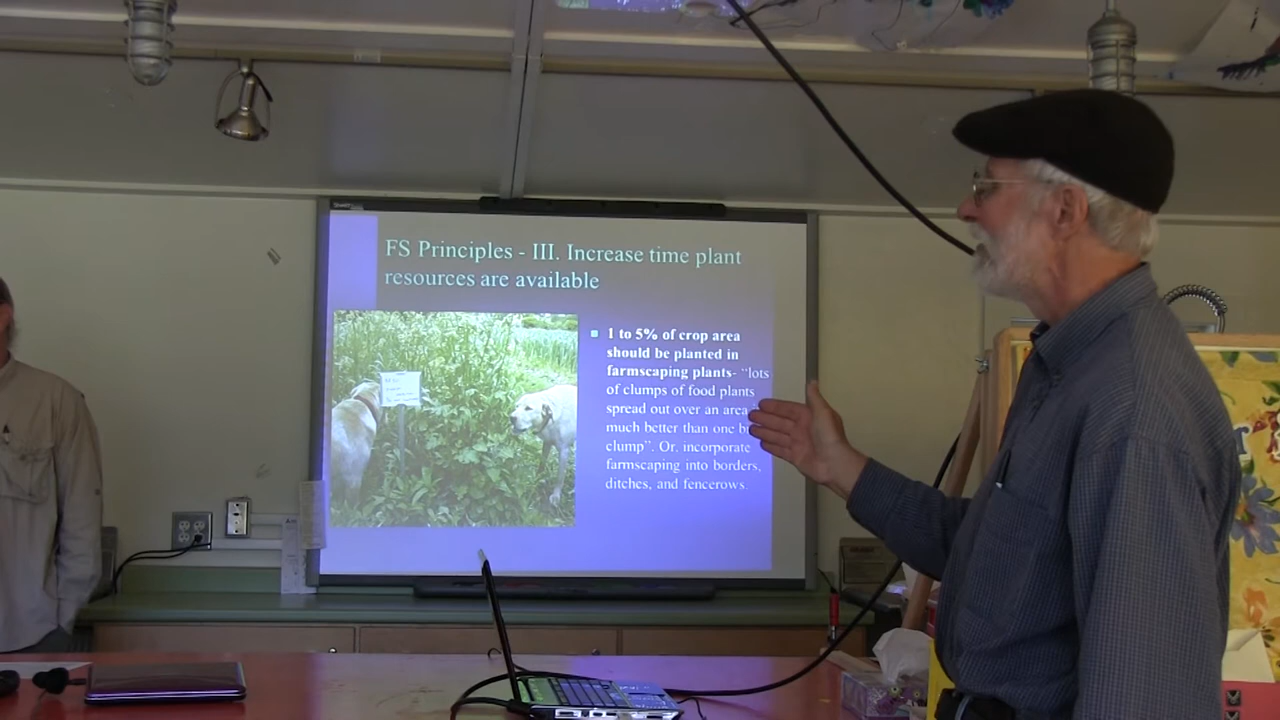 FS Principles - III. Increase time plant
resources are available
1 to 5% of crop area
should be planted in
farmscaping plants- “lots
of clumps of food plants
spread out over an area
much better than one
clump”. Or, incorporate
farmscaping into borders,
ditches, and fencerows.